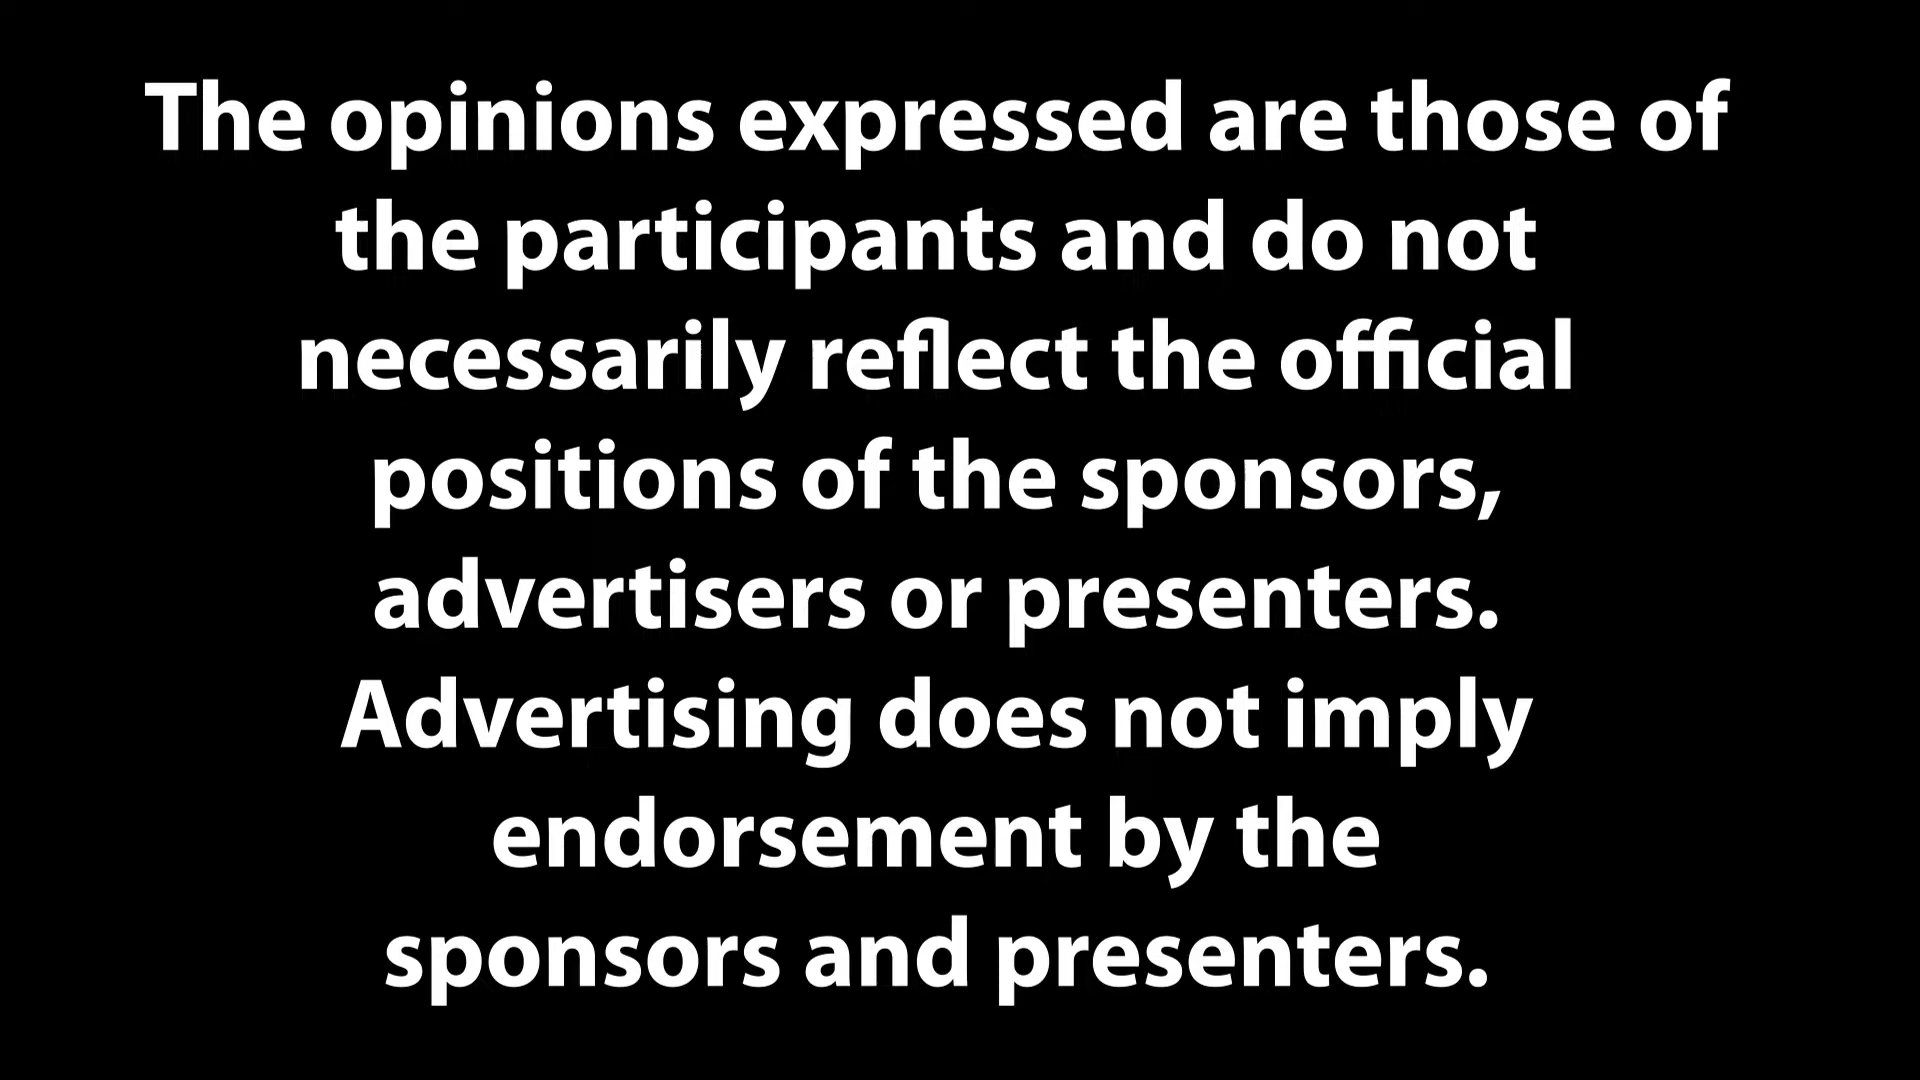 The opinions expressed are those of
the participants and do not
necessarily reflect the official
positions of the sponsors,
advertisers or presenters.
Advertising does not imply
endorsement by the
sponsors and presenters.